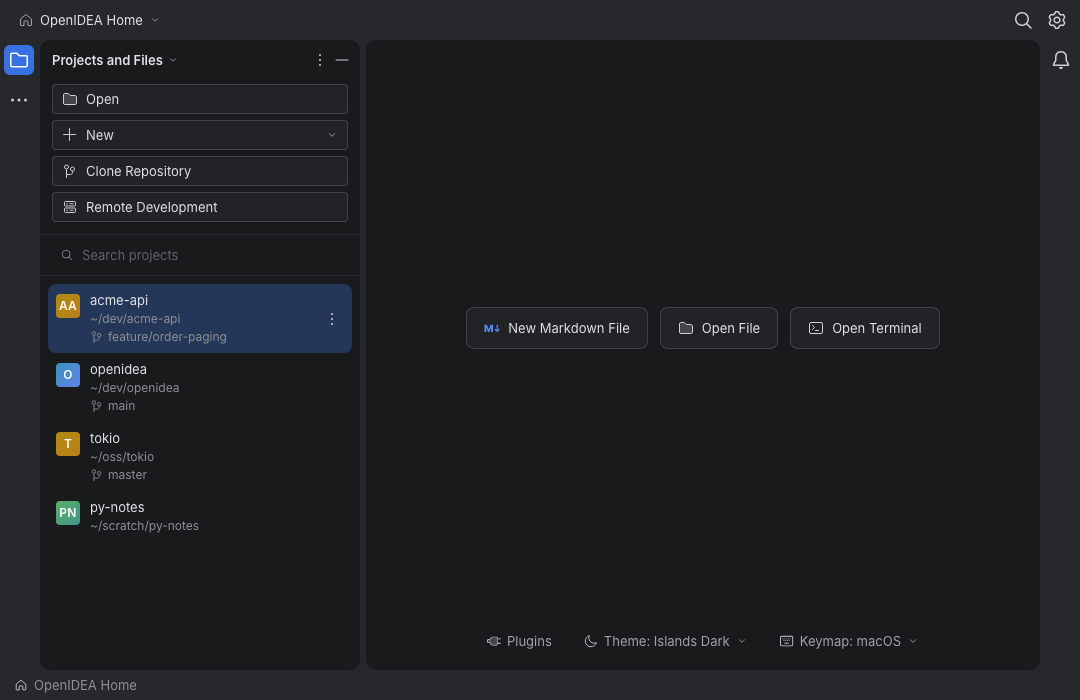 OpenIDEA Home
Projects and Files
Open
New
Clone Repository
Remote Development
Search projects
AA
acme-api
~/dev/acme-api
feature/order-paging
O
openidea
~/dev/openidea
main
T
tokio
~/oss/tokio
master
PN
py-notes
~/scratch/py-notes
M↓ New Markdown File
Open File
Open Terminal
Plugins
Theme: Islands Dark
Keymap: macOS
OpenIDEA Home